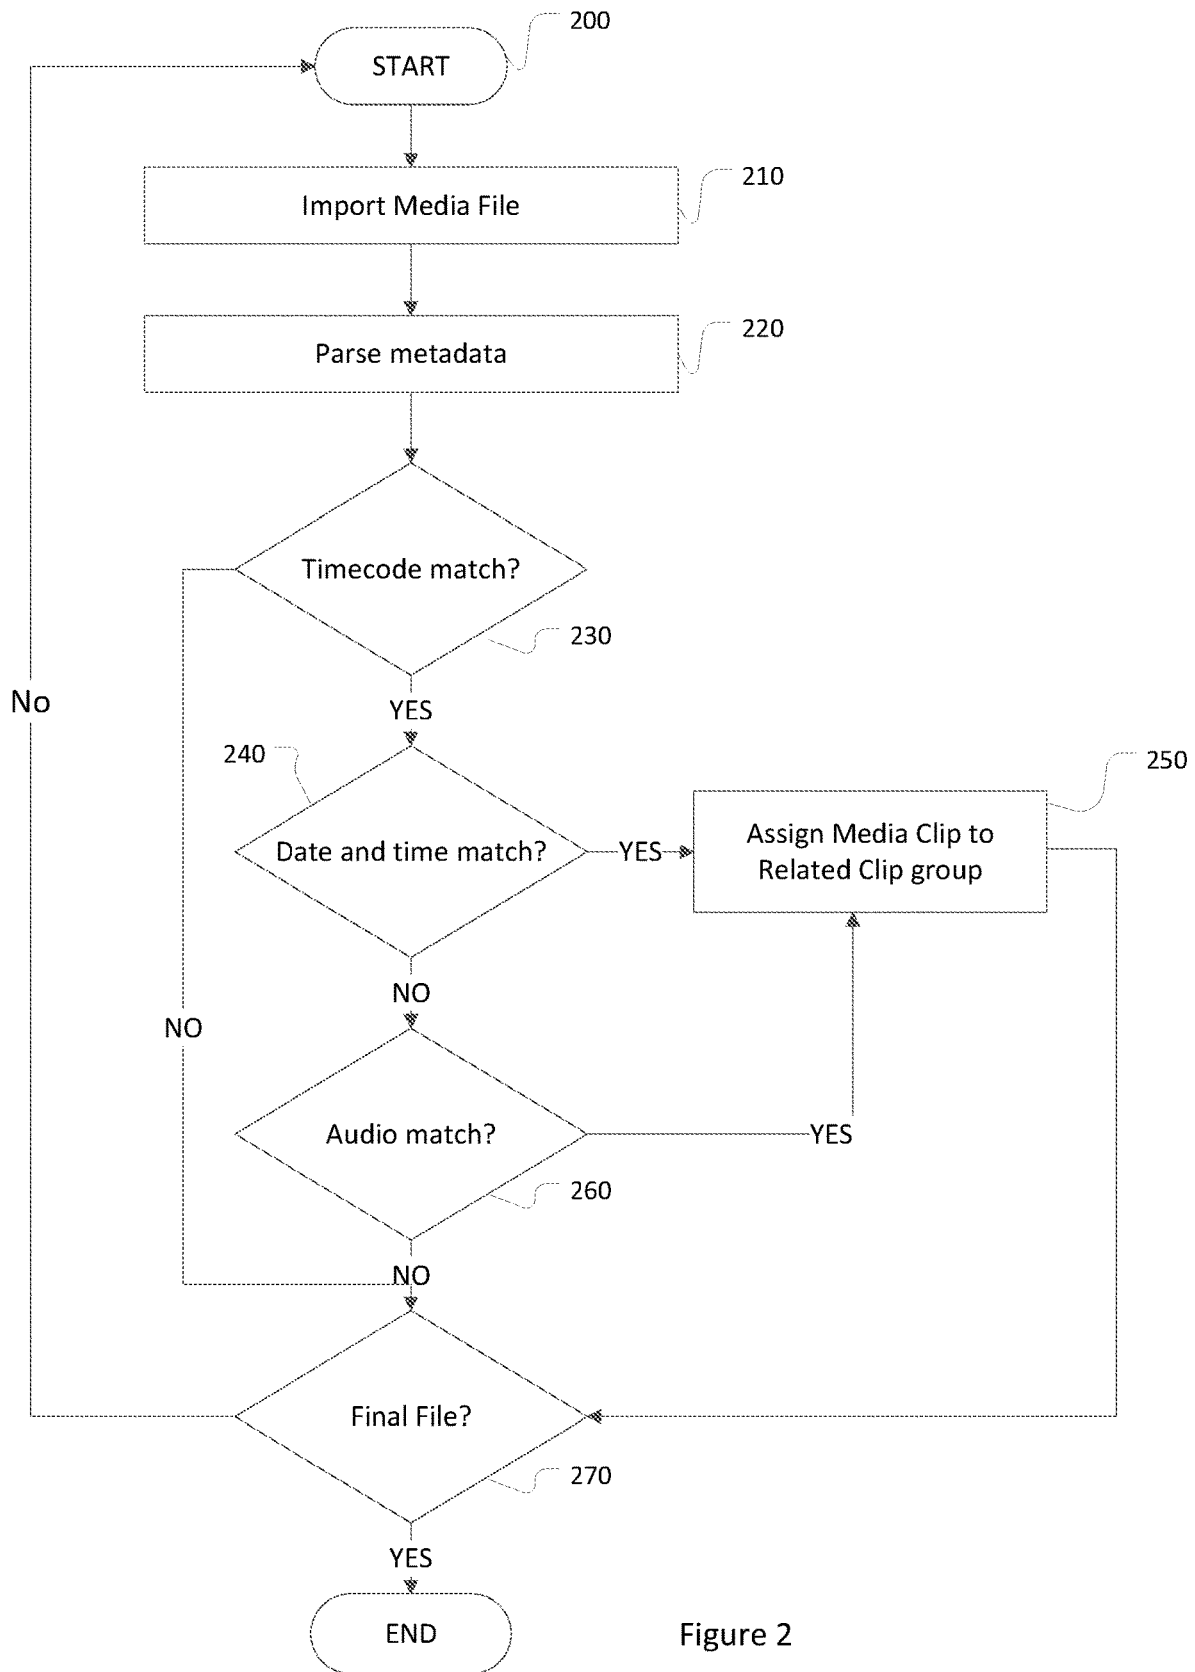 200
START
210
Import Media File
220
Parse metadata
Timecode match?
230
No
YES
240
250
Date and time match?
YES
Assign Media Clip to
Related Clip group
NO
NO
Audio match?
YES
260
NO
Final File?
270
YES
END
Figure 2